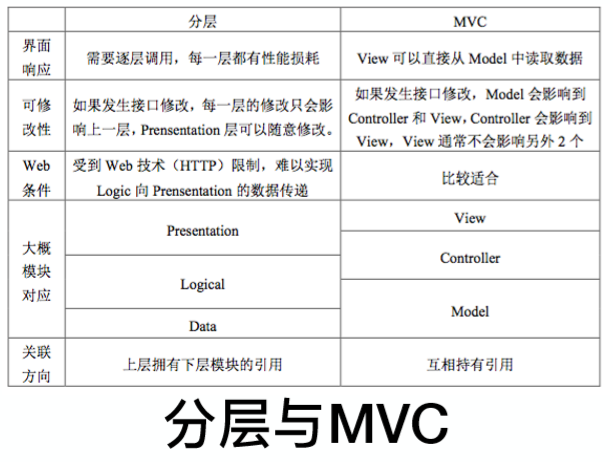 分层
MVC
界面
响应
需要逐层调用，每一层都有性能损耗
View 可以直接从 Model 中读取数据
可修
改性
如果发生接口修改，每一层的修改只会影
响上一层，Prensentation 层可以随意修改。
如果发生接口修改，Model 会影响到
Controller 和 View，Controller 会影响到
View，View 通常不会影响另外 2 个
Web
条件
受到 Web 技术（HTTP）限制，难以实现
Logic 向 Prensentation 的数据传递
比较适合
大概
模块
对应
Presentation
Logical
Data
View
Controller
Model
关联
方向
上层拥有下层模块的引用
互相持有引用
分层与MVC